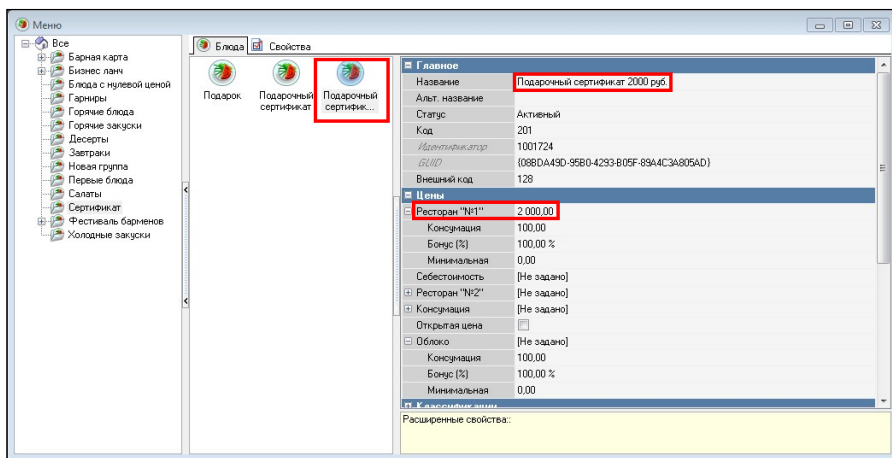 Меню
Все
Барная карта
Бизнес ланч
Блюда с нулевой ценой
Гарниры
Горячие блюда
Горячие закуски
Десерты
Завтраки
Новая группа
Первые блюда
Салаты
Сертификат
Фестиваль барменов
Холодные закуски
Блюда
Свойства
Подарок
Подарочный
сертификат
Подарочный
сертифик...
Главное
Название Подарочный сертификат 2000 руб.
Альт. название
Статус Активный
Код 201
Идентификатор 1001724
GUID {08BDA49D-95B0-4293-B05F-89A4C3A805AD}
Внешний код 128
Цены
Ресторан "№1" 2 000,00
Консумация 100,00
Бонус (%) 100,00 %
Минимальная 0,00
Себестоимость [Не задано]
Ресторан "№2" [Не задано]
Консумация [Не задано]
Открытая цена
Облоко [Не задано]
Консумация 100,00
Бонус (%) 100,00 %
Минимальная 0,00
Классификации
Расширенные свойства::